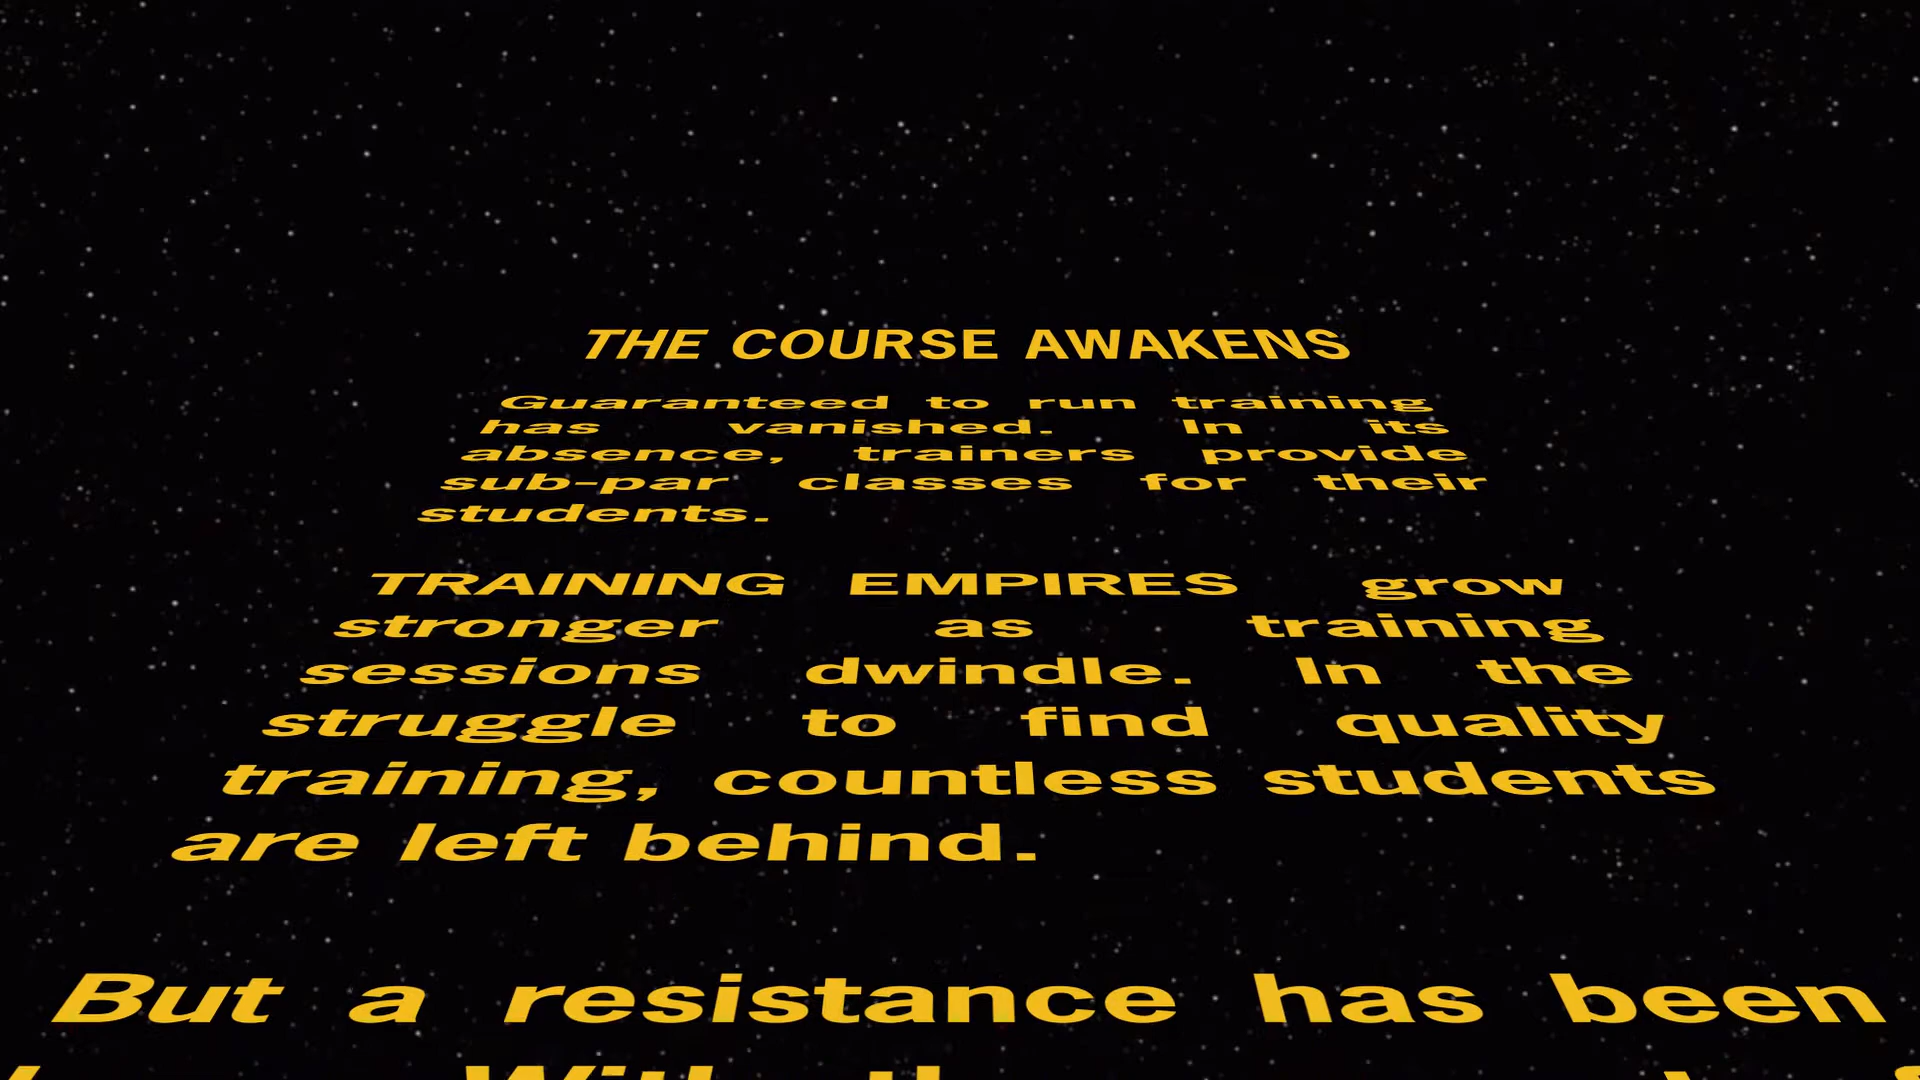 THE COURSE AWAKENS
Guaranteed to run training
has vanished. In its
absence, trainers provide
sub-par classes for their
students.
TRAINING EMPIRES grow
stronger as training
sessions dwindle. In the
struggle to find quality
training, countless students
are left behind.
But a resistance has been